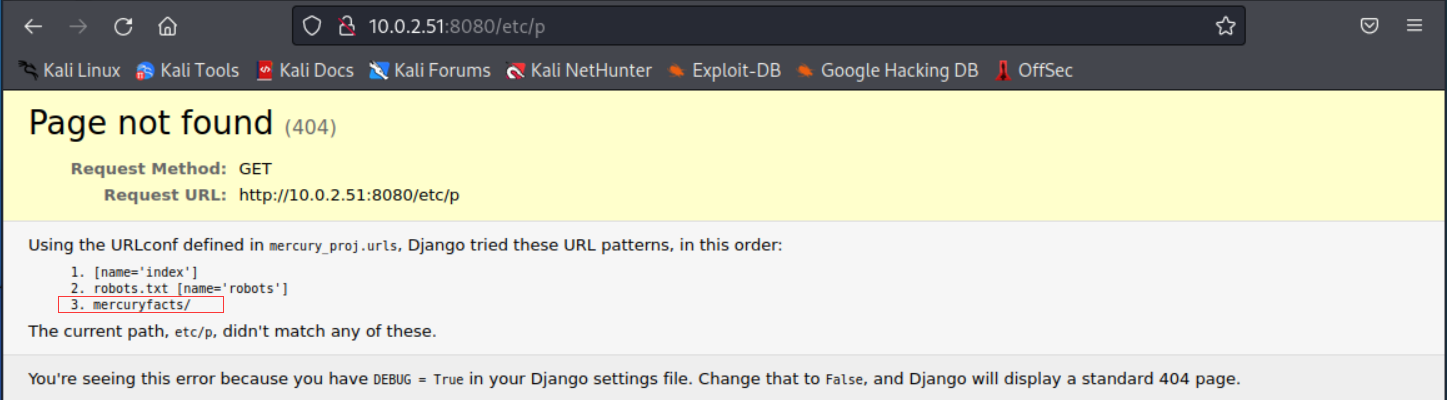 10.0.2.51:8080/etc/p
Kali Linux Kali Tools Kali Docs Kali Forums Kali NetHunter Exploit-DB Google Hacking DB OffSec
Page not found (404)
Request Method: GET
Request URL: http://10.0.2.51:8080/etc/p
Using the URLconf defined in mercury_proj.urls, Django tried these URL patterns, in this order:
1. [name='index']
2. robots.txt [name='robots']
3. mercuryfacts/
The current path, etc/p, didn't match any of these.
You're seeing this error because you have DEBUG = True in your Django settings file. Change that to False, and Django will display a standard 404 page.